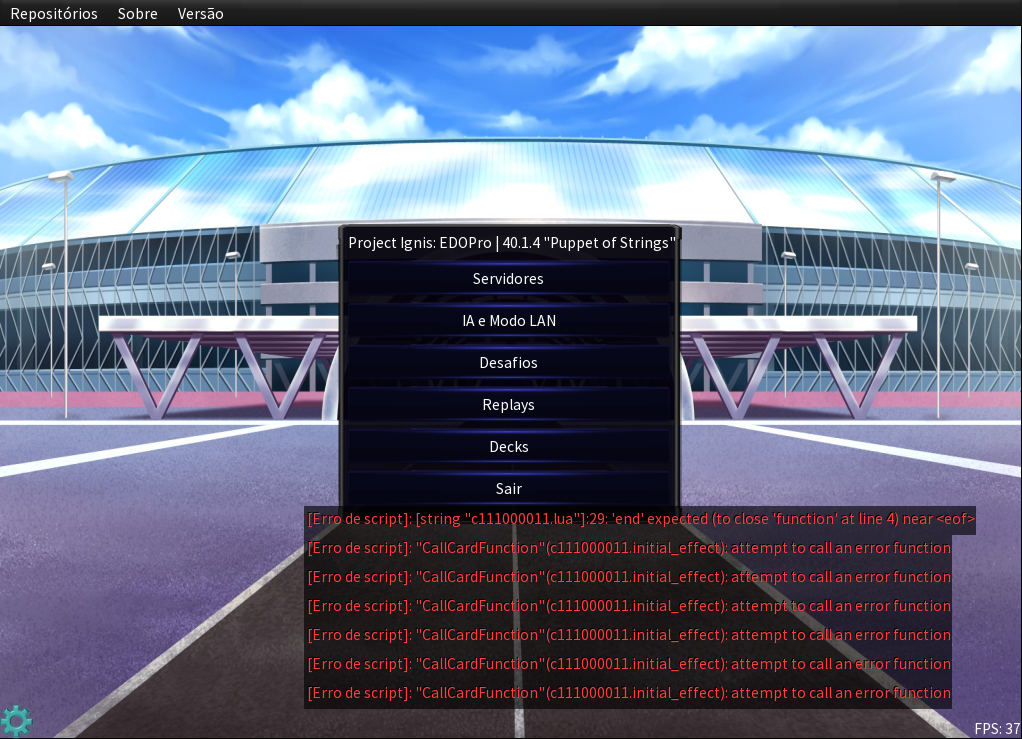 Repositórios Sobre Versão
Project Ignis: EDOPro | 40.1.4 "Puppet of Strings"
Servidores
IA e Modo LAN
Desafios
Replays
Decks
Sair
[Erro de script]: [string "c111000011.lua"]:29: 'end' expected (to close 'function' at line 4) near <eof>
[Erro de script]: "CallCardFunction"(c111000011.initial_effect): attempt to call an error function
[Erro de script]: "CallCardFunction"(c111000011.initial_effect): attempt to call an error function
[Erro de script]: "CallCardFunction"(c111000011.initial_effect): attempt to call an error function
[Erro de script]: "CallCardFunction"(c111000011.initial_effect): attempt to call an error function
[Erro de script]: "CallCardFunction"(c111000011.initial_effect): attempt to call an error function
[Erro de script]: "CallCardFunction"(c111000011.initial_effect): attempt to call an error function
FPS: 37